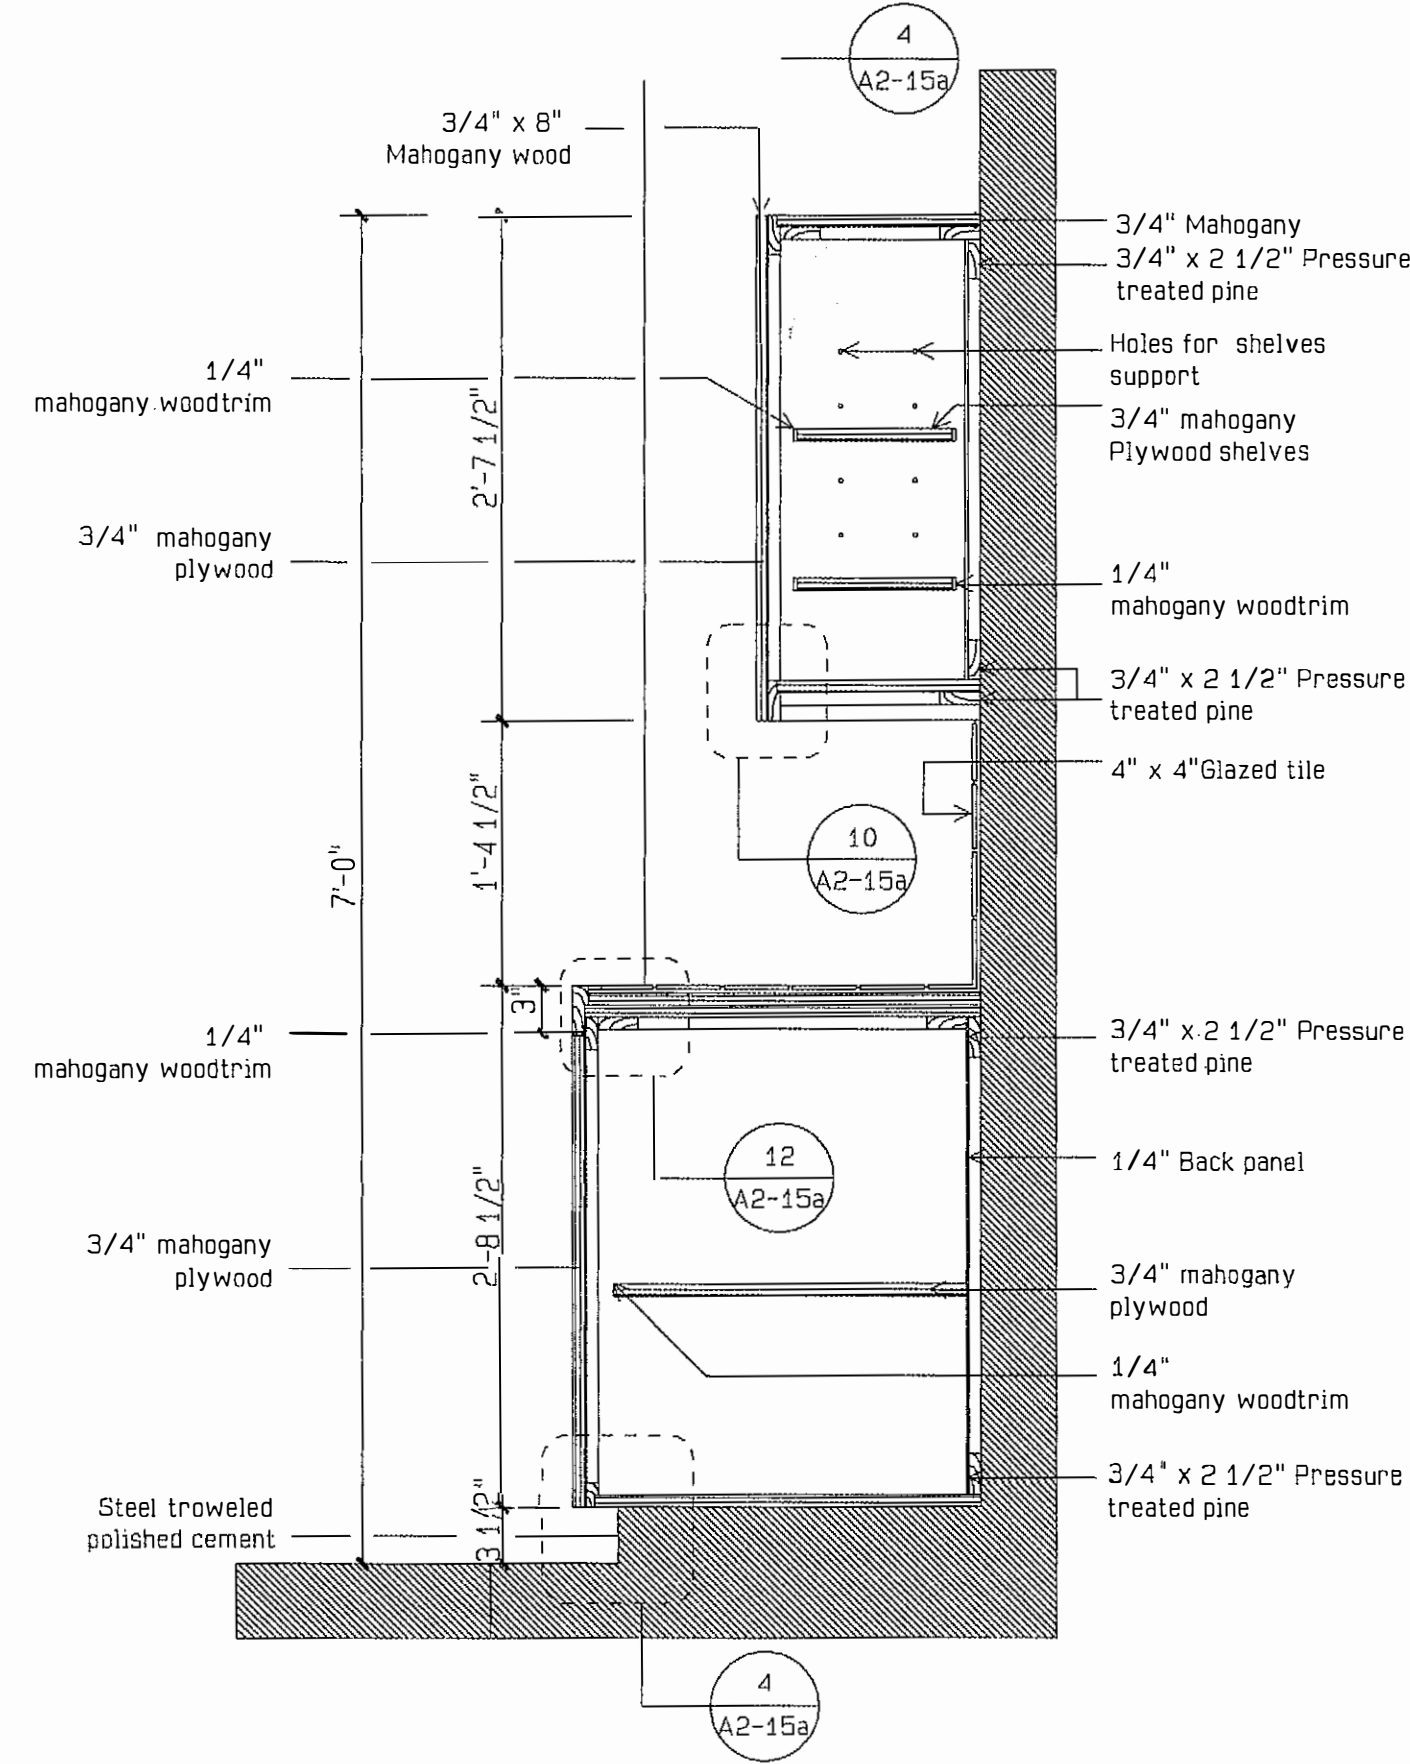 4
A2-15a
3/4" x 8"
Mahogany wood
3/4" Mahogany
3/4" x 2 1/2" Pressure
treated pine
Holes for shelves
support
1/4"
mahogany woodtrim
3/4" mahogany
Plywood shelves
2'-7 1/2"
3/4" mahogany
plywood
1/4"
mahogany woodtrim
3/4" x 2 1/2" Pressure
treated pine
4" x 4"Glazed tile
1'-4 1/2"
7'-0"
10
A2-15a
3"
1/4"
mahogany woodtrim
3/4" x 2 1/2" Pressure
treated pine
12
A2-15a
1/4" Back panel
2'-8 1/2"
3/4" mahogany
plywood
3/4" mahogany
plywood
1/4"
mahogany woodtrim
3/4" x 2 1/2" Pressure
treated pine
Steel troweled
polished cement
3 1/2"
4
A2-15a